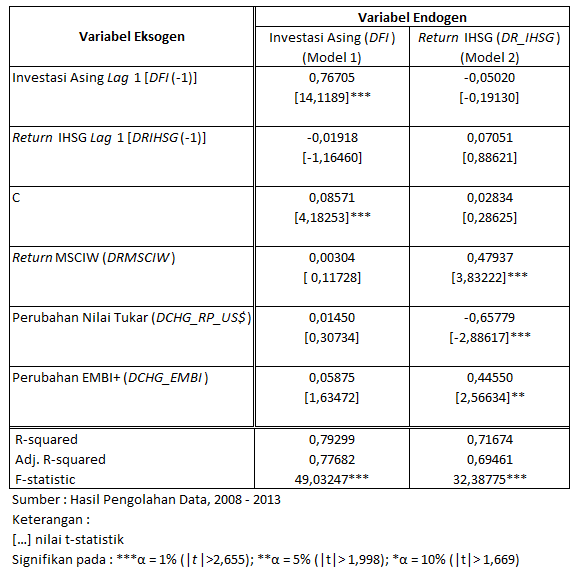 Variabel Eksogen
Variabel Endogen
Investasi Asing (DFI)
(Model 1)
Return IHSG (DR_IHSG)
(Model 2)
Investasi Asing Lag 1 [DFI (-1)] 0,76705 -0,05020
[14,1189]*** [-0,19130]
Return IHSG Lag 1 [DRIHSG (-1)] -0,01918 0,07051
[-1,16460] [0,88621]
C 0,08571 0,02834
[4,18253]*** [0,28625]
Return MSCIW (DRMSCIW) 0,00304 0,47937
[ 0,11728] [3,83222]***
Perubahan Nilai Tukar (DCHG_RP_US$) 0,01450 -0,65779
[0,30734] [-2,88617]***
Perubahan EMBI+ (DCHG_EMBI) 0,05875 0,44550
[1,63472] [2,56634]**
R-squared 0,79299 0,71674
Adj. R-squared 0,77682 0,69461
F-statistic 49,03247*** 32,38775***
Sumber : Hasil Pengolahan Data, 2008 - 2013
Keterangan :
[...] nilai t-statistik
Signifikan pada : ***α = 1% (|t|>2,655); **α = 5% (|t|> 1,998); *α = 10% (|t|> 1,669)